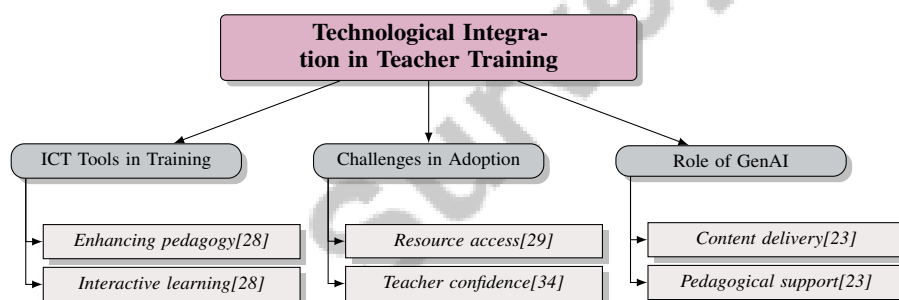 Technological Integra-
tion in Teacher Training
ICT Tools in Training
Challenges in Adoption
Role of GenAI
Enhancing pedagogy[28]
Resource access[29]
Content delivery[23]
Interactive learning[28]
Teacher confidence[34]
Pedagogical support[23]